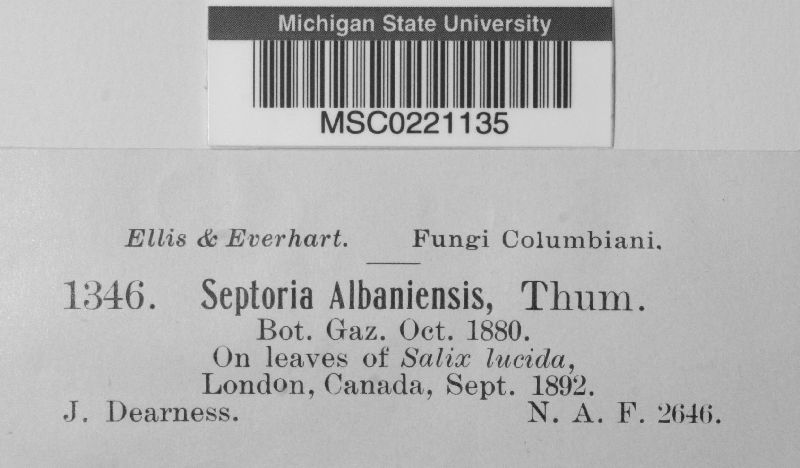 Michigan State University
MSC0221135
Ellis & Everhart. Fungi Columbiani.
1346. Septoria Albaniensis, Thum.
Bot. Gaz. Oct. 1880.
On leaves of Salix lucida,
London, Canada, Sept. 1892.
J. Dearness. N. A. F. 2646.